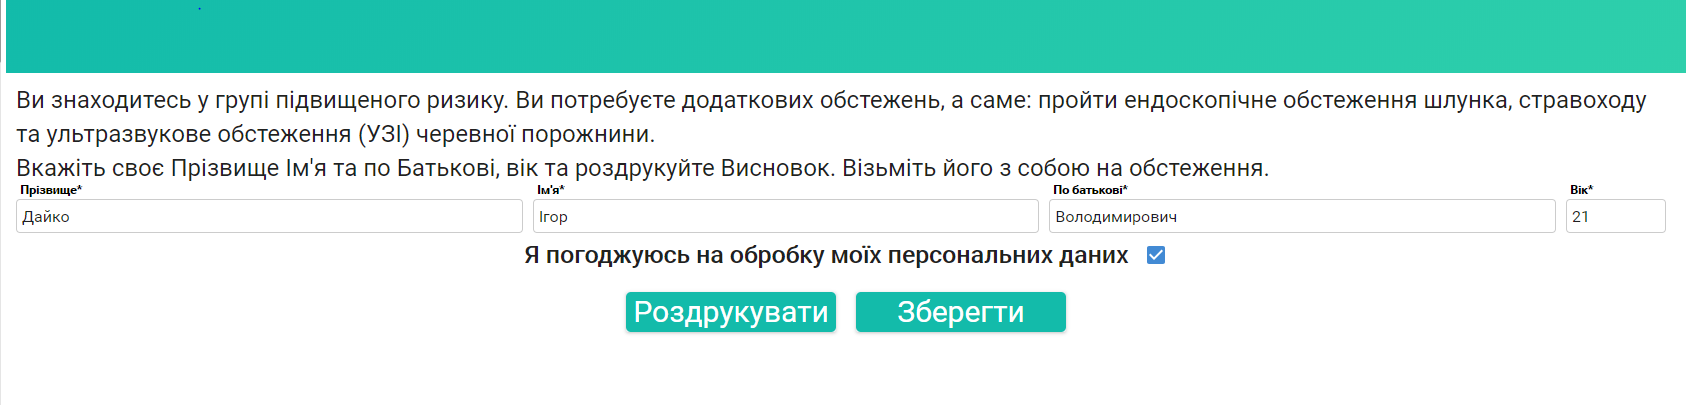 Ви знаходитесь у групі підвищеного ризику. Ви потребуєте додаткових обстежень, а саме: пройти ендоскопічне обстеження шлунка, стравоходу
та ультразвукове обстеження (УЗІ) черевної порожнини.
Вкажіть своє Прізвище Ім'я та по Батькові, вік та роздрукуйте Висновок. Візьміть його з собою на обстеження.
Прізвище* Ім'я* По батькові* Вік*
Дайко Ігор Володимирович 21
Я погоджуюсь на обробку моїх персональних даних
Роздрукувати Зберегти